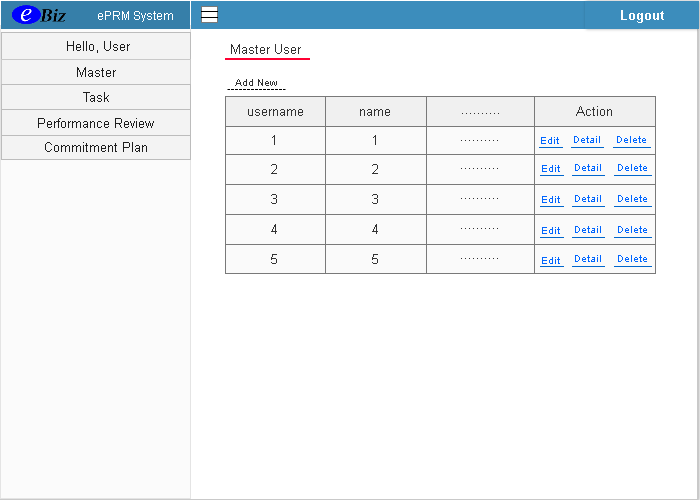 eBiz ePRM System Logout
Hello, User
Master
Task
Performance Review
Commitment Plan
Master User
Add New
username name .......... Action
1 1 .......... Edit Detail Delete
2 2 .......... Edit Detail Delete
3 3 .......... Edit Detail Delete
4 4 .......... Edit Detail Delete
5 5 .......... Edit Detail Delete